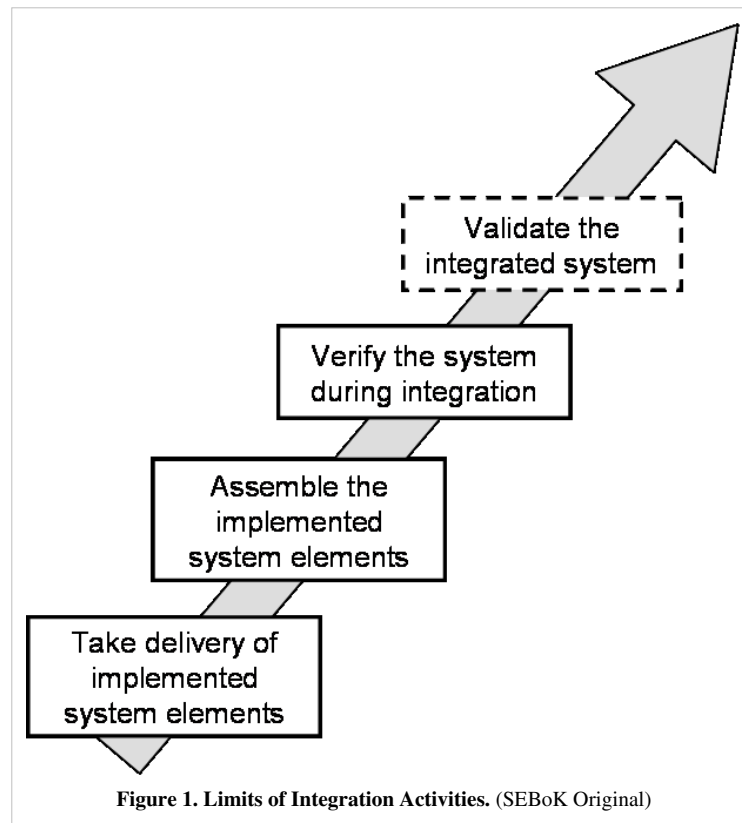 Validate the
integrated system
Verify the system
during integration
Assemble the
implemented
system elements
Take delivery of
implemented
system elements
Figure 1. Limits of Integration Activities. (SEBoK Original)